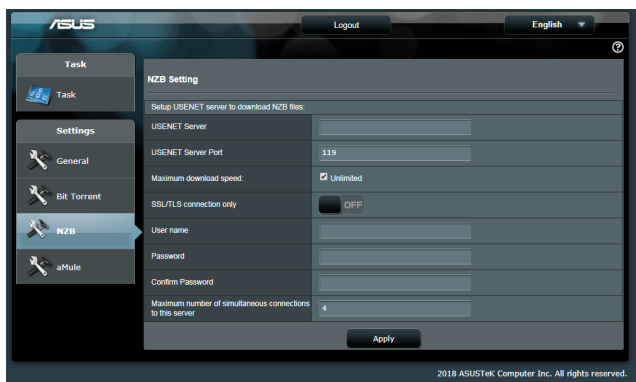 ASUS
Logout
English
?
Task
Task
Settings
General
Bit Torrent
NZB
aMule
NZB Setting
Setup USENET server to download NZB files:
USENET Server
USENET Server Port 119
Maximum download speed: Unlimited
SSL/TLS connection only OFF
User name
Password
Confirm Password
Maximum number of simultaneous connections
to this server 4
Apply
2018 ASUSTeK Computer Inc. All rights reserved.